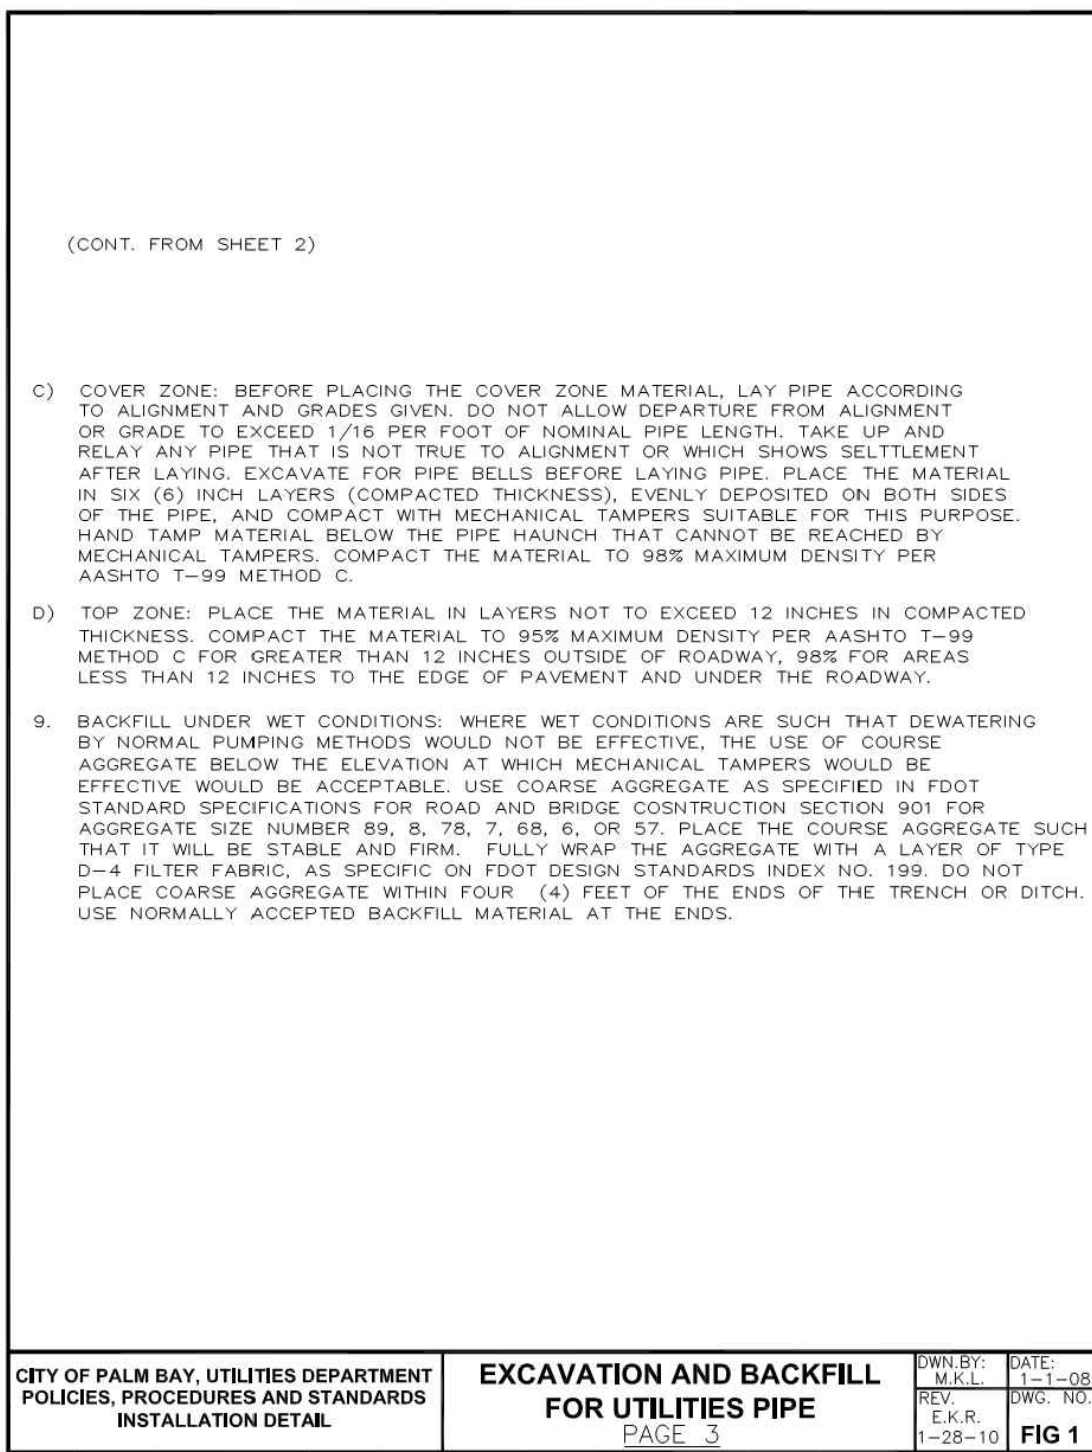 (CONT. FROM SHEET 2)
C) COVER ZONE: BEFORE PLACING THE COVER ZONE MATERIAL, LAY PIPE ACCORDING
TO ALIGNMENT AND GRADES GIVEN. DO NOT ALLOW DEPARTURE FROM ALIGNMENT
OR GRADE TO EXCEED 1/16 PER FOOT OF NOMINAL PIPE LENGTH. TAKE UP AND
RELAY ANY PIPE THAT IS NOT TRUE TO ALIGNMENT OR WHICH SHOWS SELTTLEMENT
AFTER LAYING. EXCAVATE FOR PIPE BELLS BEFORE LAYING PIPE. PLACE THE MATERIAL
IN SIX (6) INCH LAYERS (COMPACTED THICKNESS), EVENLY DEPOSITED ON BOTH SIDES
OF THE PIPE, AND COMPACT WITH MECHANICAL TAMPERS SUITABLE FOR THIS PURPOSE.
HAND TAMP MATERIAL BELOW THE PIPE HAUNCH THAT CANNOT BE REACHED BY
MECHANICAL TAMPERS. COMPACT THE MATERIAL TO 98% MAXIMUM DENSITY PER
AASHTO T-99 METHOD C.
D) TOP ZONE: PLACE THE MATERIAL IN LAYERS NOT TO EXCEED 12 INCHES IN COMPACTED
THICKNESS. COMPACT THE MATERIAL TO 95% MAXIMUM DENSITY PER AASHTO T-99
METHOD C FOR GREATER THAN 12 INCHES OUTSIDE OF ROADWAY, 98% FOR AREAS
LESS THAN 12 INCHES TO THE EDGE OF PAVEMENT AND UNDER THE ROADWAY.
9. BACKFILL UNDER WET CONDITIONS: WHERE WET CONDITIONS ARE SUCH THAT DEWATERING
BY NORMAL PUMPING METHODS WOULD NOT BE EFFECTIVE, THE USE OF COURSE
AGGREGATE BELOW THE ELEVATION AT WHICH MECHANICAL TAMPERS WOULD BE
EFFECTIVE WOULD BE ACCEPTABLE. USE COARSE AGGREGATE AS SPECIFIED IN FDOT
STANDARD SPECIFICATIONS FOR ROAD AND BRIDGE COSNTRUCTION SECTION 901 FOR
AGGREGATE SIZE NUMBER 89, 8, 78, 7, 68, 6, OR 57. PLACE THE COURSE AGGREGATE SUCH
THAT IT WILL BE STABLE AND FIRM. FULLY WRAP THE AGGREGATE WITH A LAYER OF TYPE
D-4 FILTER FABRIC, AS SPECIFIC ON FDOT DESIGN STANDARDS INDEX NO. 199. DO NOT
PLACE COARSE AGGREGATE WITHIN FOUR (4) FEET OF THE ENDS OF THE TRENCH OR DITCH.
USE NORMALLY ACCEPTED BACKFILL MATERIAL AT THE ENDS.
CITY OF PALM BAY, UTILITIES DEPARTMENT
POLICIES, PROCEDURES AND STANDARDS
INSTALLATION DETAIL
EXCAVATION AND BACKFILL
FOR UTILITIES PIPE
PAGE 3
DWN.BY:
M.K.L.
DATE:
1-1-08
REV.
E.K.R.
1-28-10
DWG. NO.
FIG 1